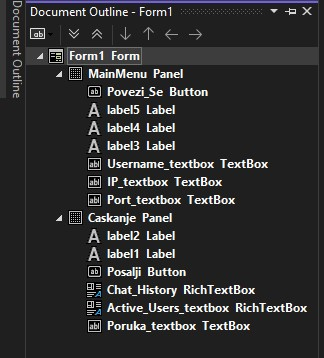 Document Outline
Document Outline - Form1
Form1 Form
MainMenu Panel
Povezi_Se Button
label5 Label
label4 Label
label3 Label
Username_textbox TextBox
IP_textbox TextBox
Port_textbox TextBox
Caskanje Panel
label2 Label
label1 Label
Posalji Button
Chat_History RichTextBox
Active_Users_textbox RichTextBox
Poruka_textbox TextBox